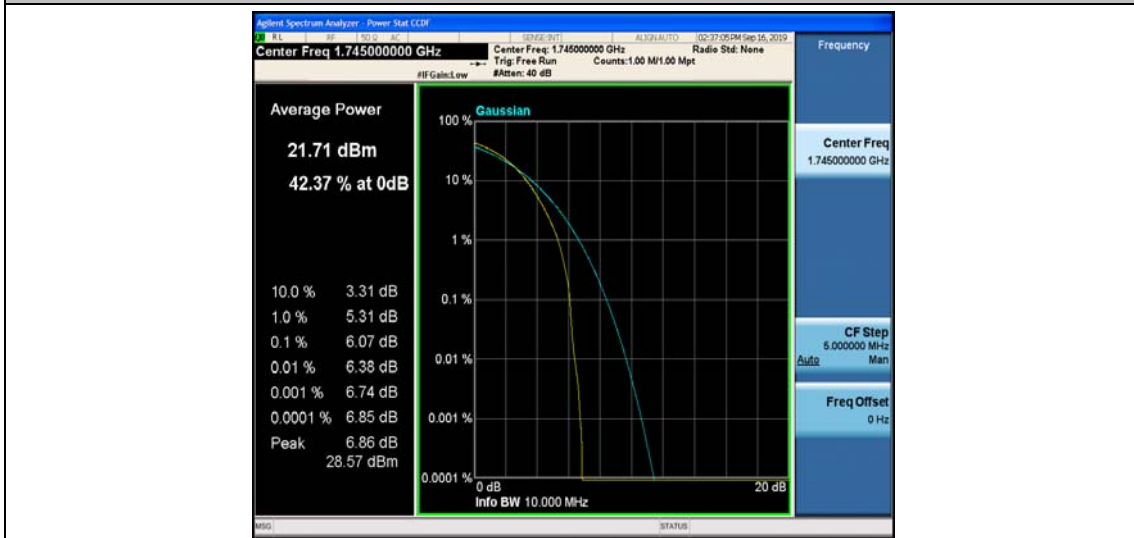 Agilent Spectrum Analyzer - Power Stat CCDF
RL RF 50 Ω AC SENSE:INT ALIGN AUTO 02:37:05 PM Sep 16, 2019
Center Freq 1.745000000 GHz
Center Freq: 1.745000000 GHz Radio Std: None
Trig: Free Run Counts:1.00 M/1.00 Mpt
#IFGain:Low #Atten: 40 dB
Frequency
Average Power
21.71 dBm
42.37 % at 0dB
10.0 % 3.31 dB
1.0 % 5.31 dB
0.1 % 6.07 dB
0.01 % 6.38 dB
0.001 % 6.74 dB
0.0001 % 6.85 dB
Peak 6.86 dB
28.57 dBm
Gaussian
100 %
10 %
1 %
0.1 %
0.01 %
0.001 %
0.0001 %
0 dB 20 dB
Info BW 10.000 MHz
Center Freq
1.745000000 GHz
CF Step
5.000000 MHz
Auto Man
Freq Offset
0 Hz
MSG STATUS